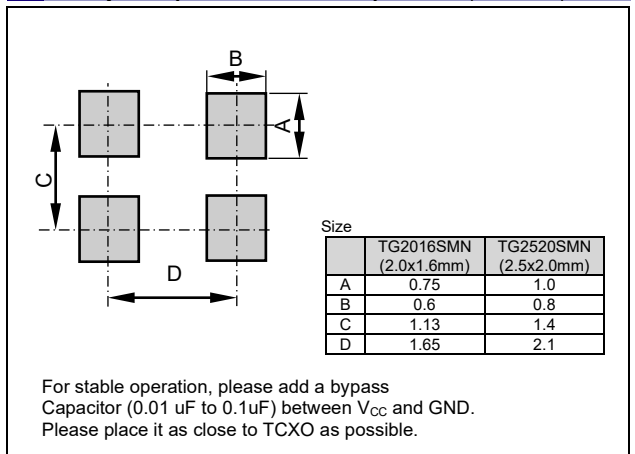 B
A
C
D
Size
TG2016SMN TG2520SMN
(2.0x1.6mm) (2.5x2.0mm)
A 0.75 1.0
B 0.6 0.8
C 1.13 1.4
D 1.65 2.1
For stable operation, please add a bypass
Capacitor (0.01 uF to 0.1uF) between VCC and GND.
Please place it as close to TCXO as possible.